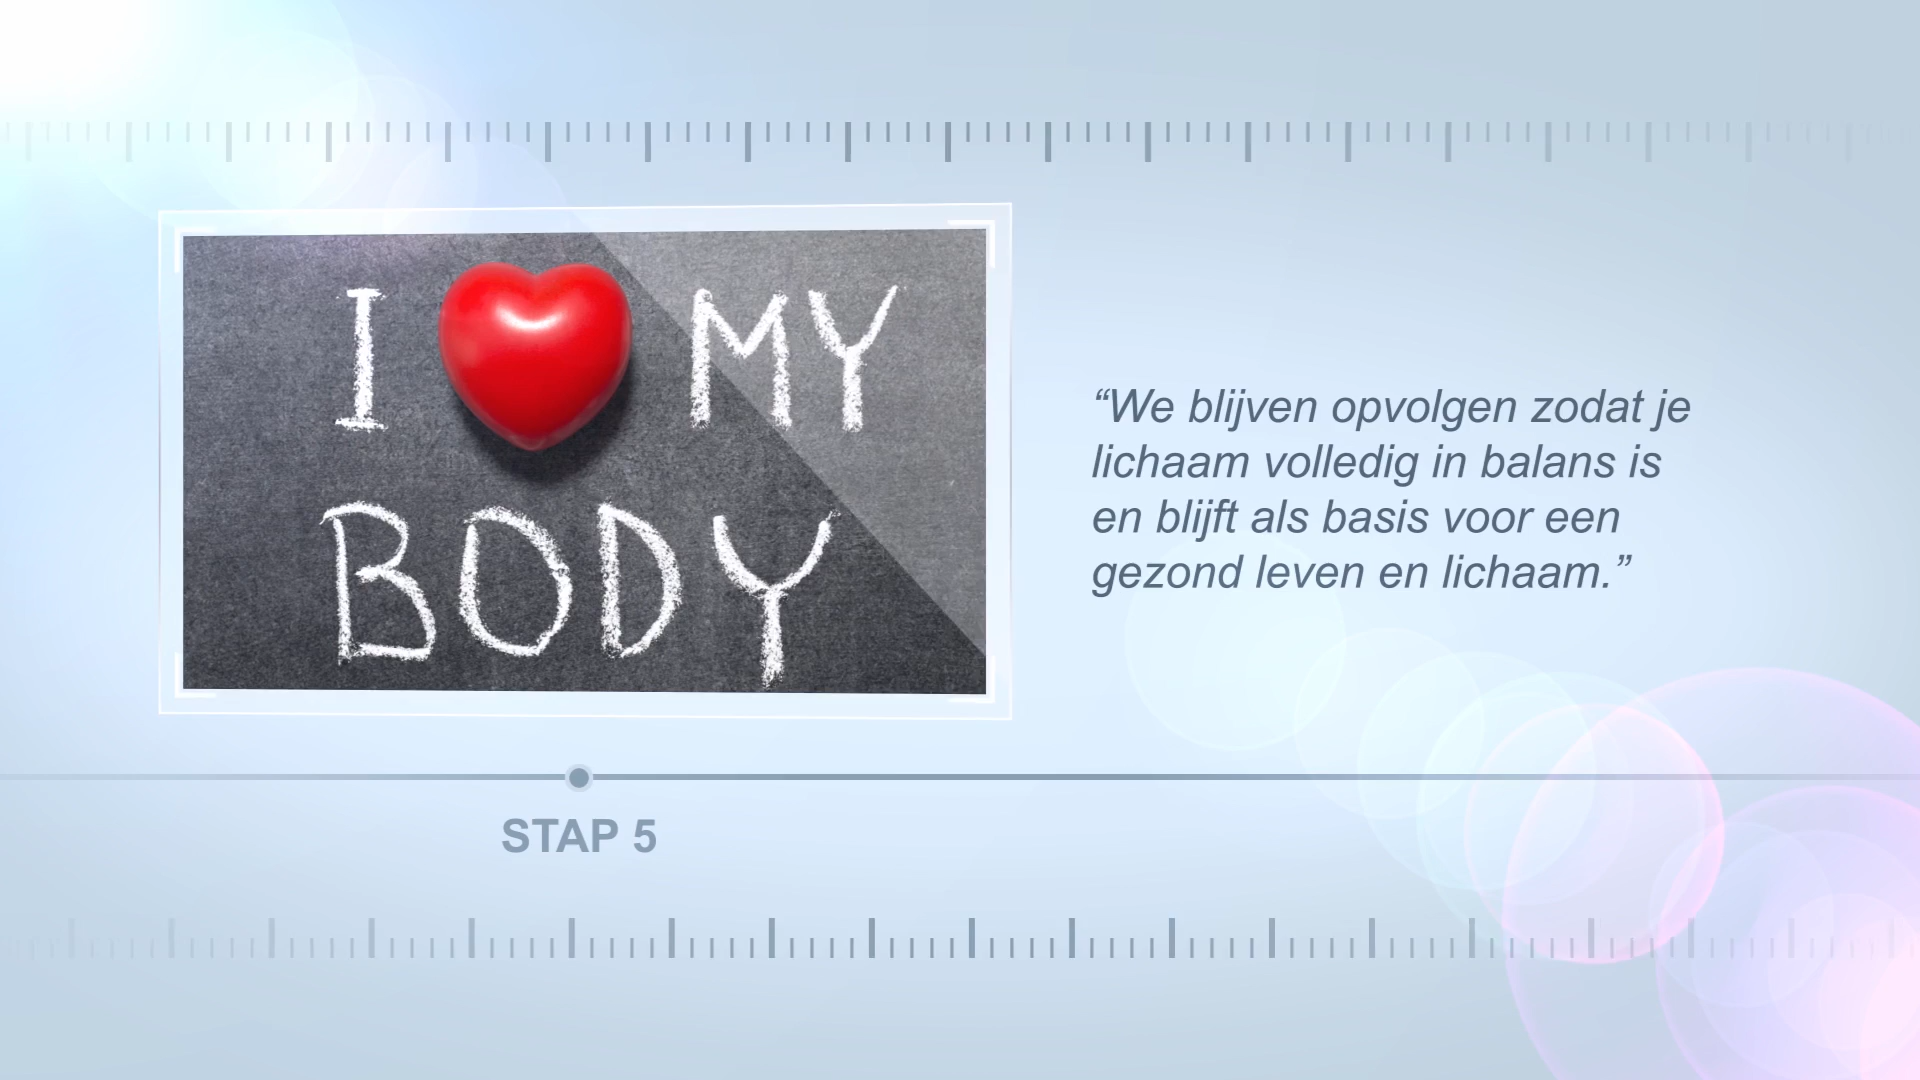 I MY
BODY
“We blijven opvolgen zodat je
lichaam volledig in balans is
en blijft als basis voor een
gezond leven en lichaam.”
STAP 5